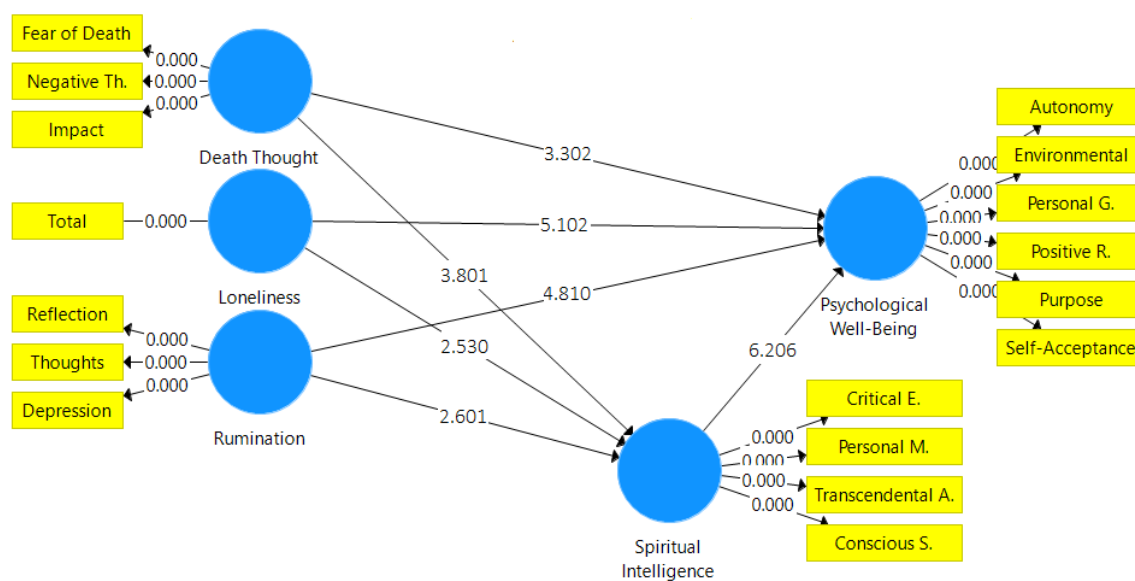 Fear of Death
0.000
Negative Th.
0.000
0.000
Impact
Death Thought
Total
0.000
Loneliness
Reflection
0.000
Thoughts
0.000
0.000
Depression
Rumination
3.302
5.102
3.801
4.810
2.530
2.601
6.206
Psychological
Well-Being
Autonomy
0.000
Environmental
0.000
Personal G.
0.000
0.000
Positive R.
0.000
Purpose
0.000
Self-Acceptance
Critical E.
0.000
Personal M.
0.000
0.000
Transcendental A.
0.000
Conscious S.
Spiritual
Intelligence